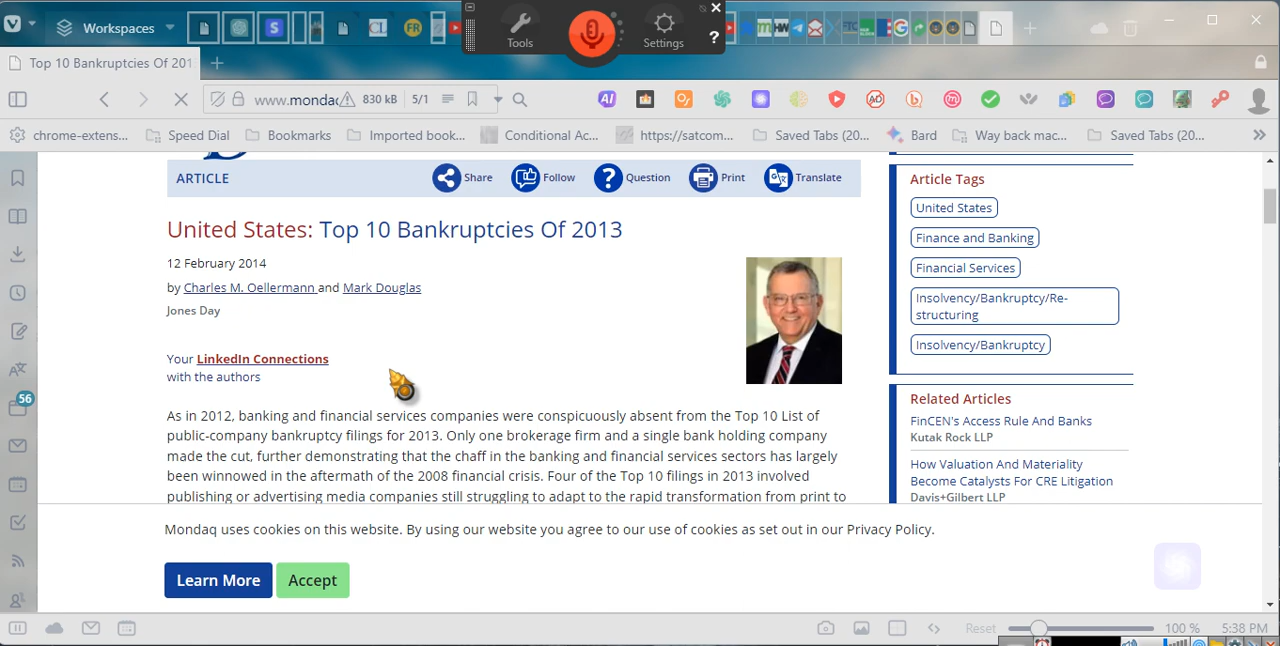 Workspaces
S
CL
FR
Tools
Settings
?
Top 10 Bankruptcies Of 201
www.mondac
830 kB
5/1
chrome-extens...
Speed Dial
Bookmarks
Imported book...
Conditional Ac...
https://satcom...
Saved Tabs (20...
Bard
Way back mac...
Saved Tabs (20...
ARTICLE
Share
Follow
Question
Print
Translate
United States: Top 10 Bankruptcies Of 2013
12 February 2014
by Charles M. Oellermann and Mark Douglas
Jones Day
Your LinkedIn Connections
with the authors
As in 2012, banking and financial services companies were conspicuously absent from the Top 10 List of
public-company bankruptcy filings for 2013. Only one brokerage firm and a single bank holding company
made the cut, further demonstrating that the chaff in the banking and financial services sectors has largely
been winnowed in the aftermath of the 2008 financial crisis. Four of the Top 10 filings in 2013 involved
publishing or advertising media companies still struggling to adapt to the rapid transformation from print to
Article Tags
United States
Finance and Banking
Financial Services
Insolvency/Bankruptcy/Re-
structuring
Insolvency/Bankruptcy
Related Articles
FinCEN's Access Rule And Banks
Kutak Rock LLP
How Valuation And Materiality
Become Catalysts For CRE Litigation
Davis+Gilbert LLP
56
Mondaq uses cookies on this website. By using our website you agree to our use of cookies as set out in our Privacy Policy.
Learn More
Accept
Reset
100 %
5:38 PM